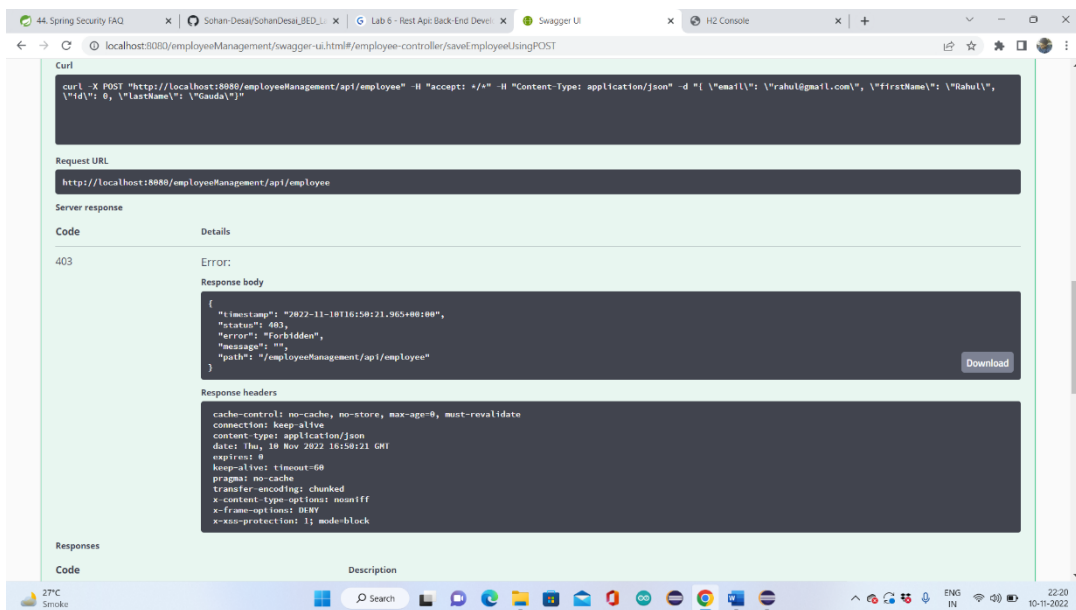 44. Spring Security FAQ
Sohan-Desai/SohanDesai_BED_La
Lab 6 - Rest Api: Back-End Devel
Swagger UI
H2 Console
localhost:8080/employeeManagement/swagger-ui.html#/employee-controller/saveEmployeeUsingPOST
Curl
curl -X POST "http://localhost:8080/employeeManagement/api/employee" -H "accept: */*" -H "Content-Type: application/json" -d "{ \"email\": \"rahul@gmail.com\", \"firstName\": \"Rahul\",
\"id\": 0, \"lastName\": \"Gauda\"}"
Request URL
http://localhost:8080/employeeManagement/api/employee
Server response
Code Details
403 Error:
Response body
{
"timestamp": "2022-11-10T16:50:21.965+00:00",
"status": 403,
"error": "Forbidden",
"message": "",
"path": "/employeeManagement/api/employee"
}
Download
Response headers
cache-control: no-cache, no-store, max-age=0, must-revalidate
connection: keep-alive
content-type: application/json
date: Thu, 10 Nov 2022 16:50:21 GMT
expires: 0
keep-alive: timeout=60
pragma: no-cache
transfer-encoding: chunked
x-content-type-options: nosniff
x-frame-options: DENY
x-xss-protection: 1; mode=block
Responses
Code Description
27°C
Smoke
Search
ENG
IN
22:20
10-11-2022